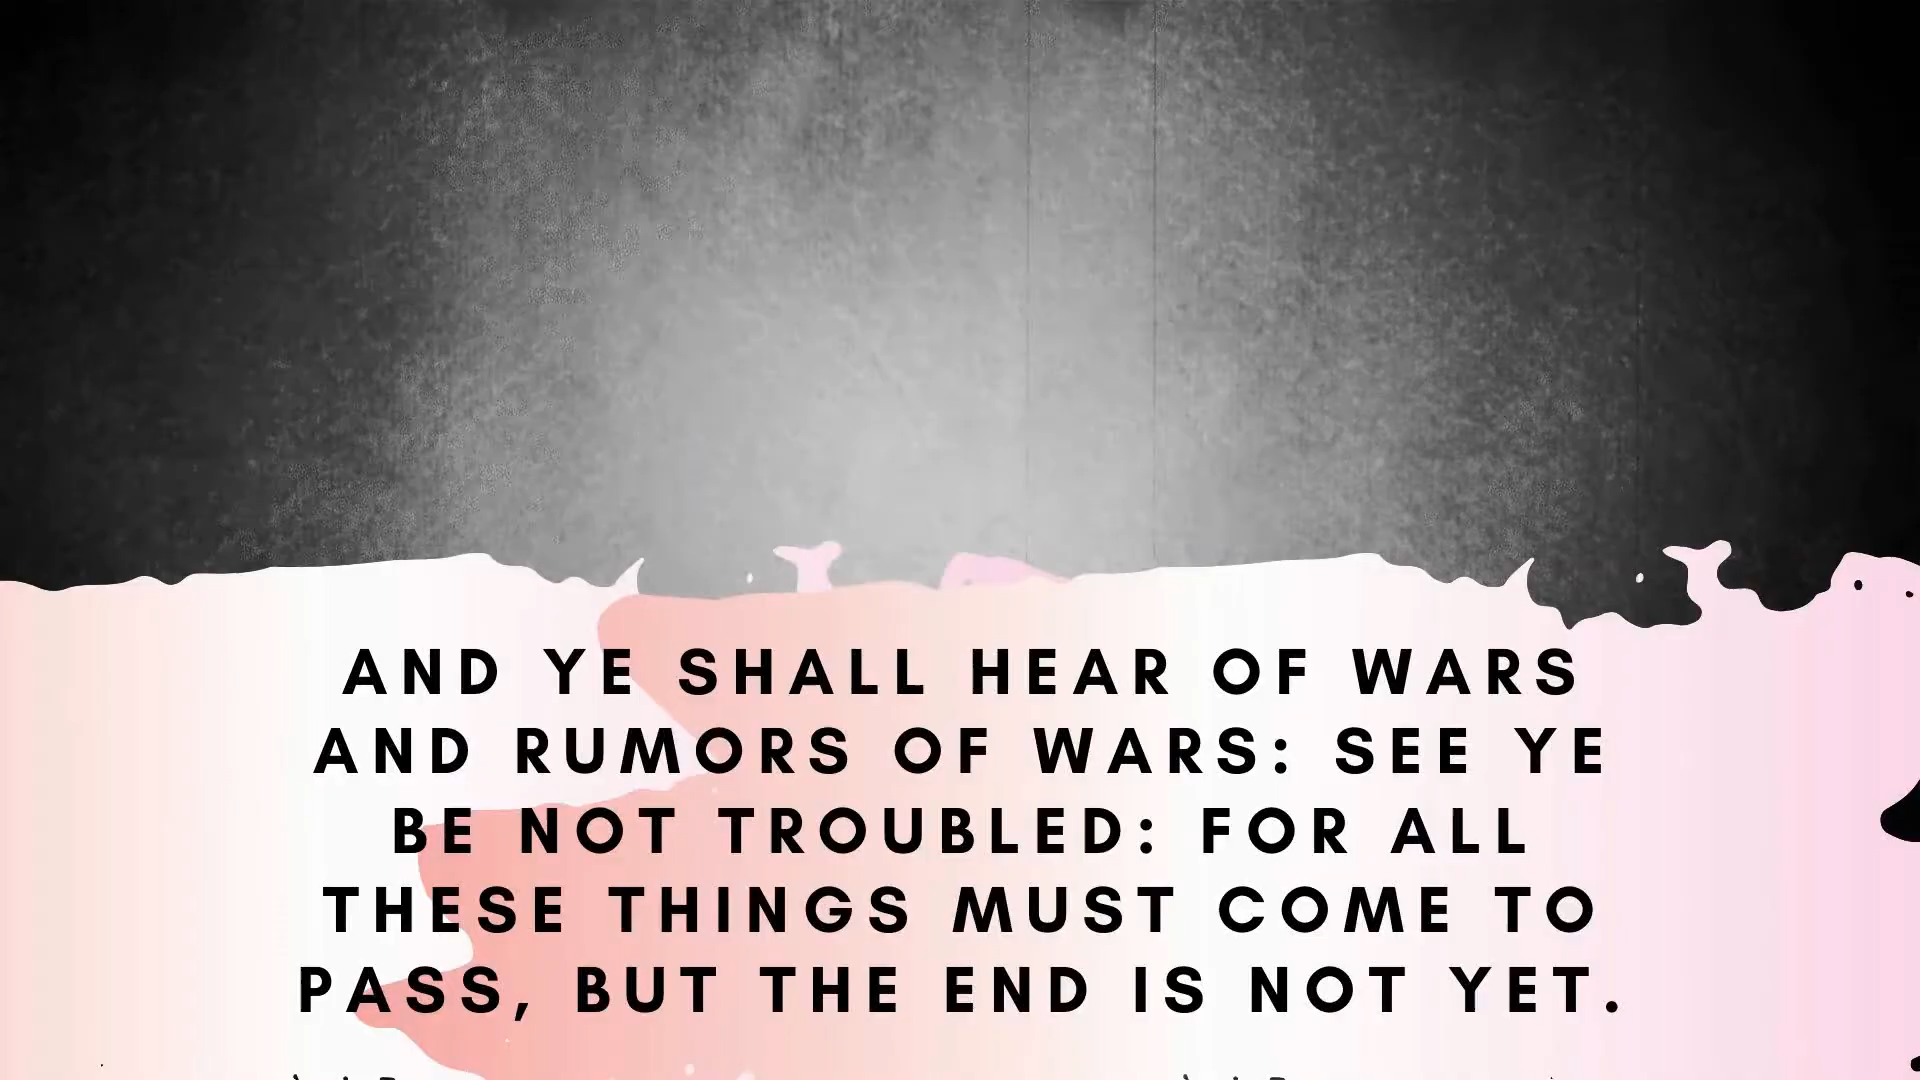 AND YE SHALL HEAR OF WARS
AND RUMORS OF WARS: SEE YE
BE NOT TROUBLED: FOR ALL
THESE THINGS MUST COME TO
PASS, BUT THE END IS NOT YET.